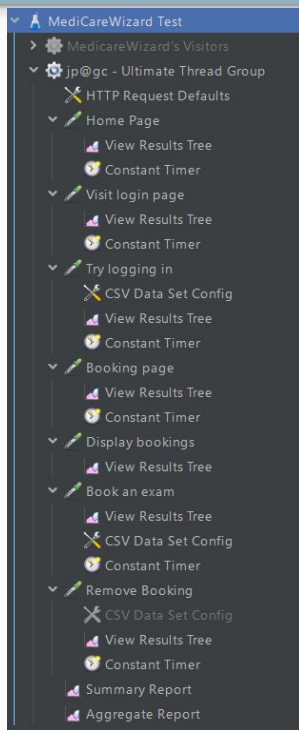 MediCareWizard Test
MedicareWizard's Visitors
jp@gc - Ultimate Thread Group
HTTP Request Defaults
Home Page
View Results Tree
Constant Timer
Visit login page
View Results Tree
Constant Timer
Try logging in
CSV Data Set Config
View Results Tree
Constant Timer
Booking page
View Results Tree
Constant Timer
Display bookings
View Results Tree
Book an exam
View Results Tree
CSV Data Set Config
Constant Timer
Remove Booking
CSV Data Set Config
View Results Tree
Constant Timer
Summary Report
Aggregate Report